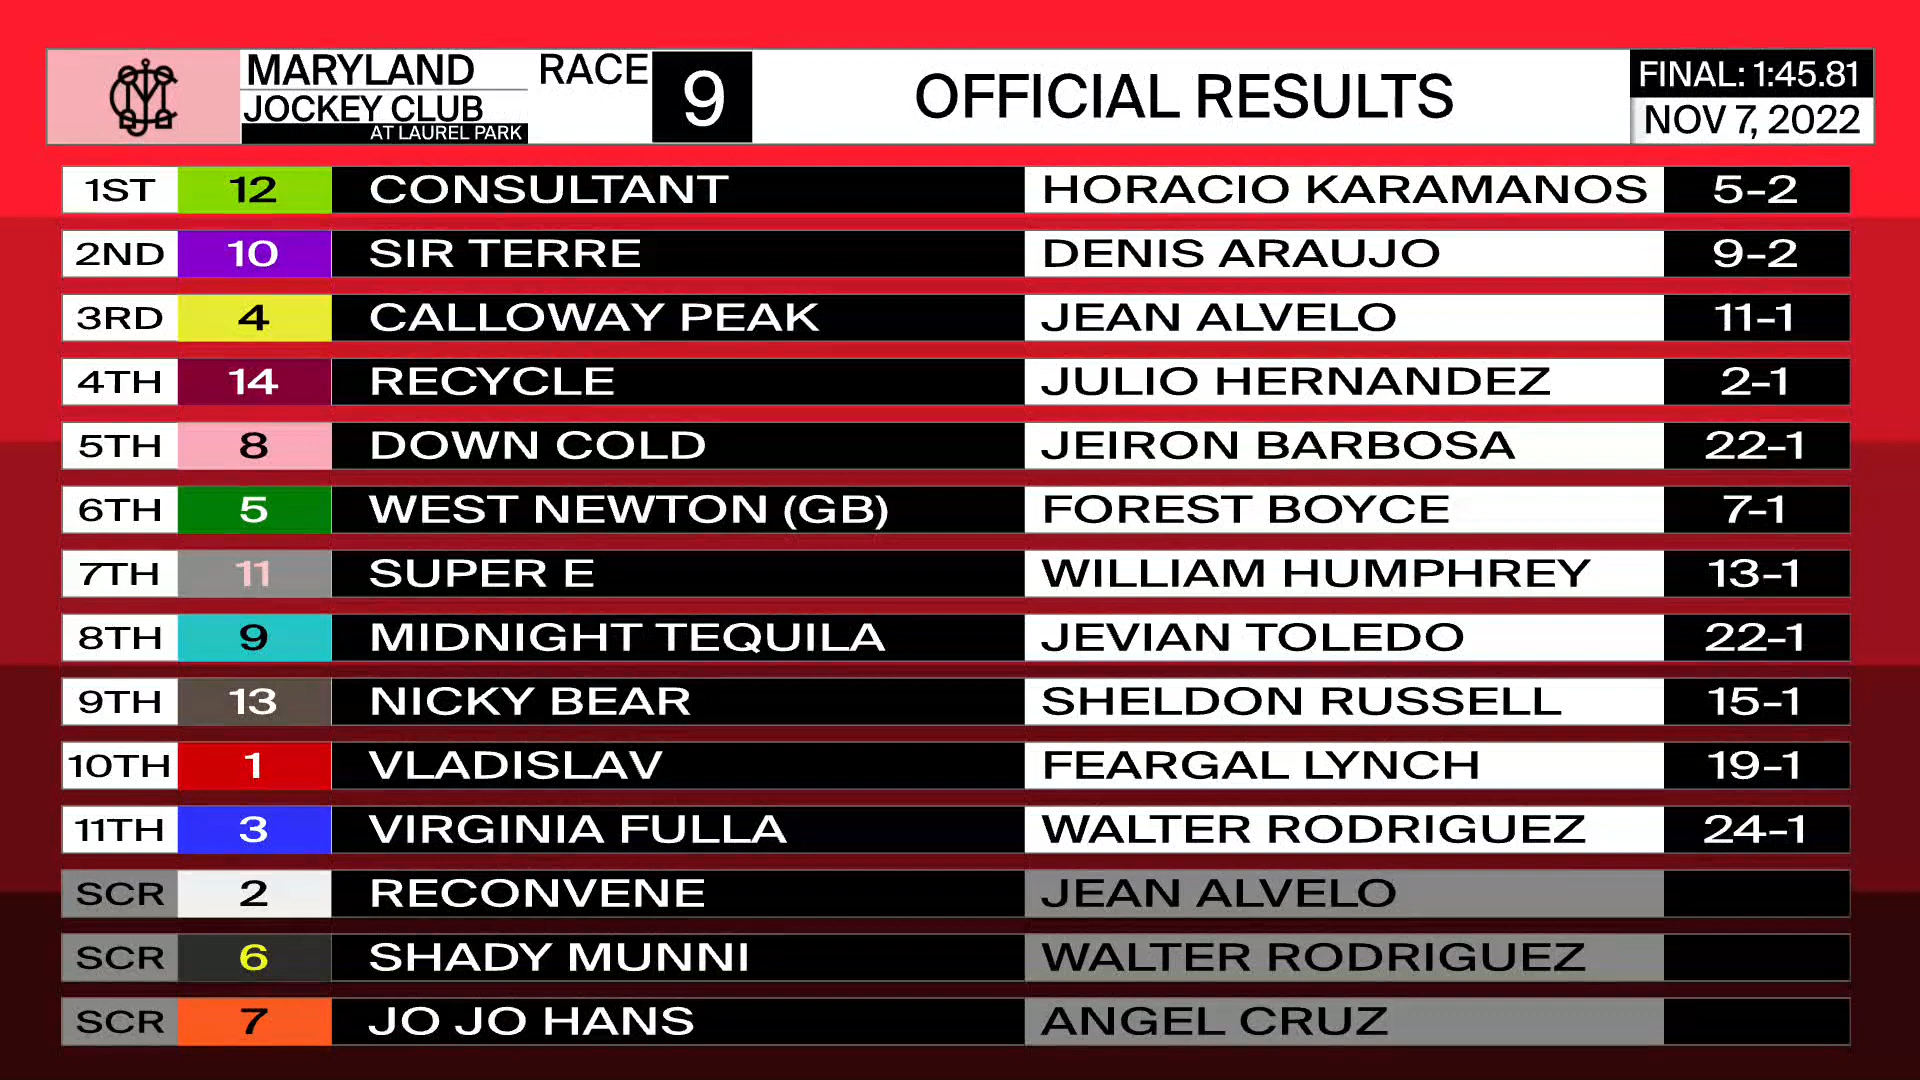 MARYLAND
JOCKEY CLUB
AT LAUREL PARK
RACE 9
OFFICIAL RESULTS
FINAL: 1:45.81
NOV 7, 2022
1ST 12 CONSULTANT HORACIO KARAMANOS 5-2
2ND 10 SIR TERRE DENIS ARAUJO 9-2
3RD 4 CALLOWAY PEAK JEAN ALVELO 11-1
4TH 14 RECYCLE JULIO HERNANDEZ 2-1
5TH 8 DOWN COLD JEIRON BARBOSA 22-1
6TH 5 WEST NEWTON (GB) FOREST BOYCE 7-1
7TH 11 SUPER E WILLIAM HUMPHREY 13-1
8TH 9 MIDNIGHT TEQUILA JEVIAN TOLEDO 22-1
9TH 13 NICKY BEAR SHELDON RUSSELL 15-1
10TH 1 VLADISLAV FEARGAL LYNCH 19-1
11TH 3 VIRGINIA FULLA WALTER RODRIGUEZ 24-1
SCR 2 RECONVENE JEAN ALVELO
SCR 6 SHADY MUNNI WALTER RODRIGUEZ
SCR 7 JO JO HANS ANGEL CRUZ